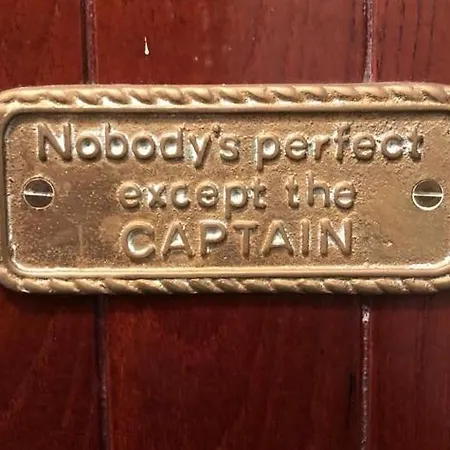 Nobody's perfect
except the
CAPTAIN